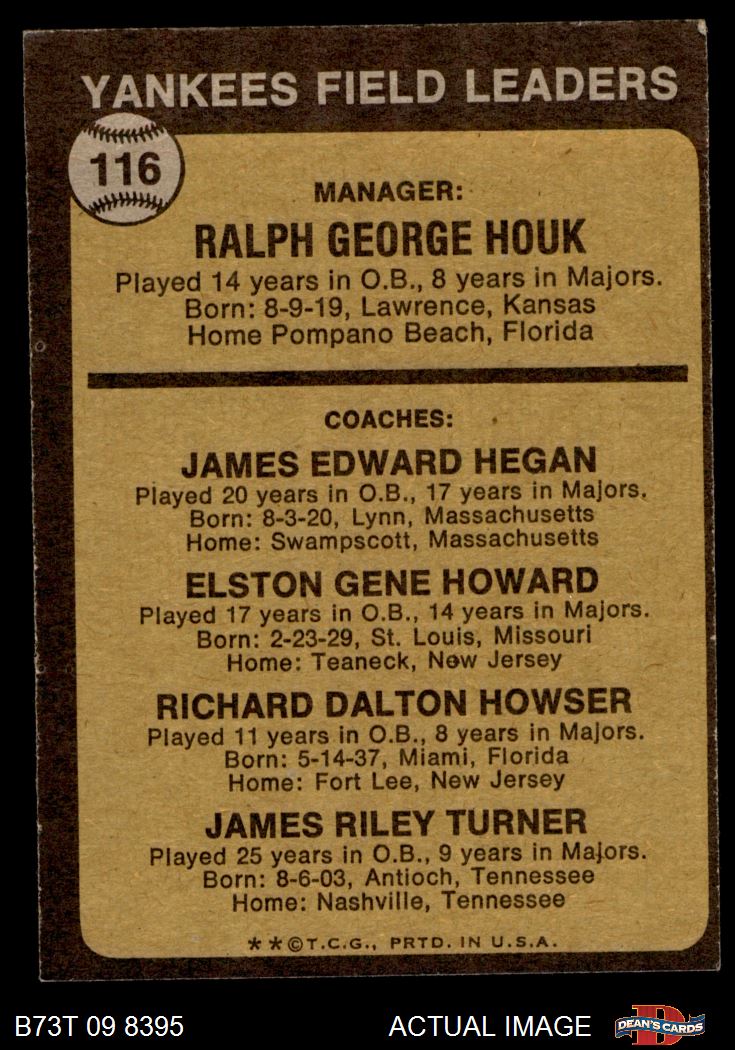 YANKEES FIELD LEADERS
116
MANAGER:
RALPH GEORGE HOUK
Played 14 years in O.B., 8 years in Majors.
Born: 8-9-19, Lawrence, Kansas
Home Pompano Beach, Florida
COACHES:
JAMES EDWARD HEGAN
Played 20 years in O.B., 17 years in Majors.
Born: 8-3-20, Lynn, Massachusetts
Home: Swampscott, Massachusetts
ELSTON GENE HOWARD
Played 17 years in O.B., 14 years in Majors.
Born: 2-23-29, St. Louis, Missouri
Home: Teaneck, New Jersey
RICHARD DALTON HOWSER
Played 11 years in O.B., 8 years in Majors.
Born: 5-14-37, Miami, Florida
Home: Fort Lee, New Jersey
JAMES RILEY TURNER
Played 25 years in O.B., 9 years in Majors.
Born: 8-6-03, Antioch, Tennessee
Home: Nashville, Tennessee
**©T.C.G., PRTD. IN U.S.A.
B73T 09 8395 ACTUAL IMAGE DEAN'S CARDS